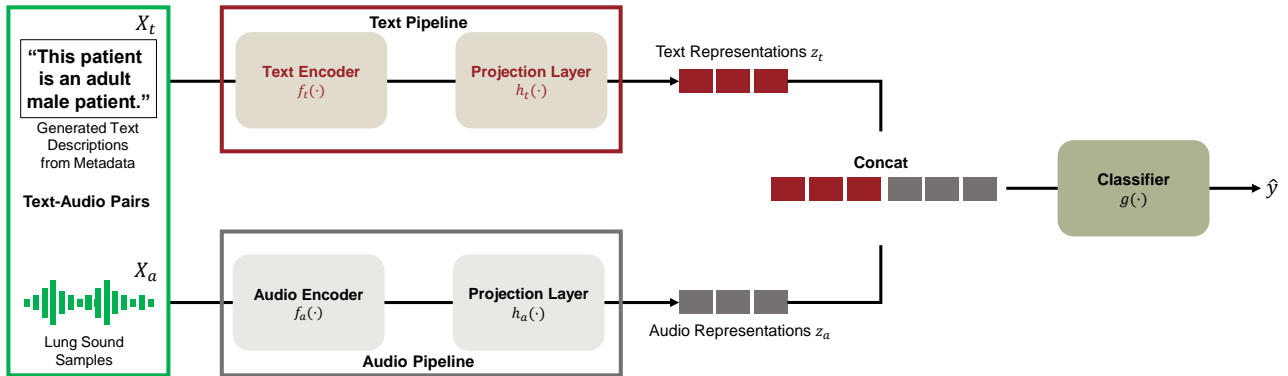 X_t
“This patient
is an adult
male patient.”
Generated Text
Descriptions
from Metadata
Text-Audio Pairs
X_a
Lung Sound
Samples
Text Pipeline
Text Encoder
f_t(·)
Projection Layer
h_t(·)
Text Representations z_t
Audio Encoder
f_a(·)
Projection Layer
h_a(·)
Audio Pipeline
Audio Representations z_a
Concat
Classifier
g(·)
ŷ